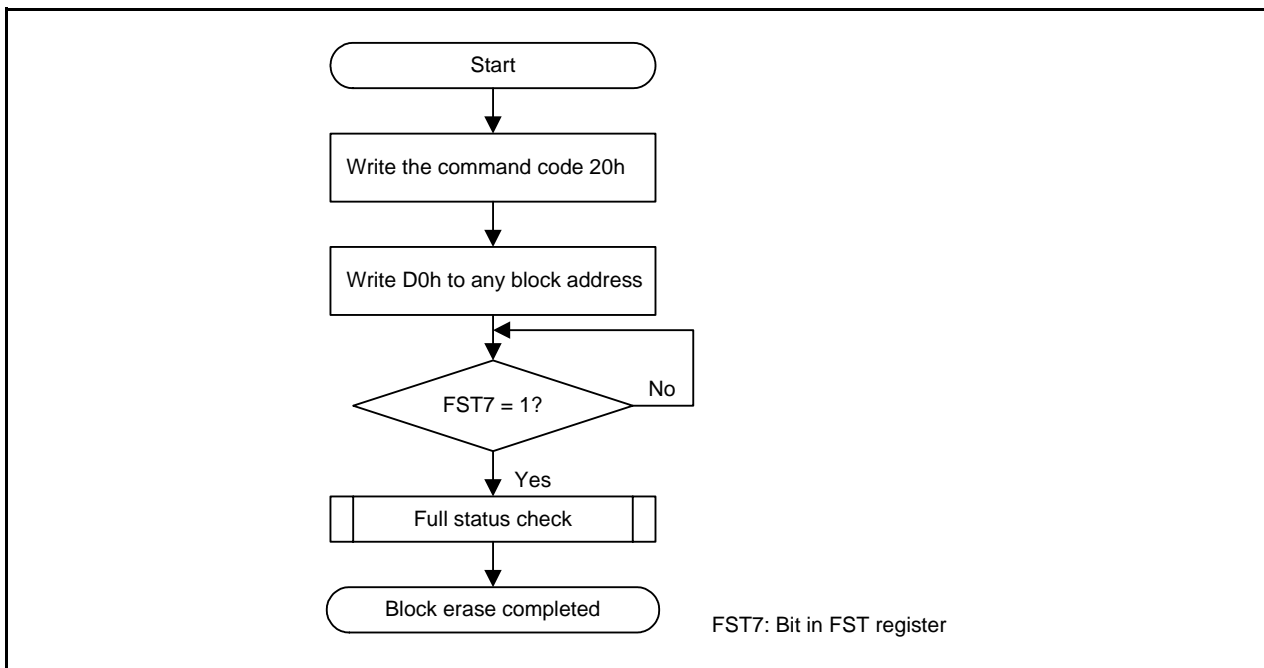 Start
Write the command code 20h
Write D0h to any block address
FST7 = 1?
No
Yes
Full status check
Block erase completed
FST7: Bit in FST register